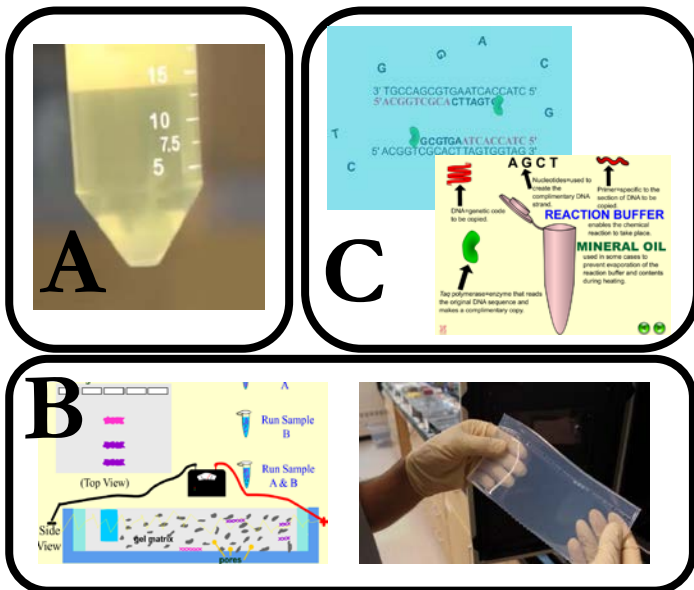 15
10
7.5
5
A
G
G
A
C
3' TGCCAGCGTGAATCACCATC 5'
5'ACGGTCGCACTTAGTG
G
T
GCGTGAATCACCATC 5'
5' ACGGTCGCACTTAGTGGTAG 3'
C
C
A G C T
Nucleotides=used to
create the
complimentary DNA
strand.
Primer=specific to the
section of DNA to be
copied.
DNA=genetic code
to be copied.
REACTION BUFFER
enables the chemical
reaction to take place.
MINERAL OIL
used in some cases to
prevent evaporation of the
reaction buffer and contents
during heating.
Taq polymerase=enzyme that reads
the original DNA sequence and
makes a complimentary copy.
B
A
Run Sample
B
Run Sample
A & B
(Top View)
Side
View
gel matrix
pores